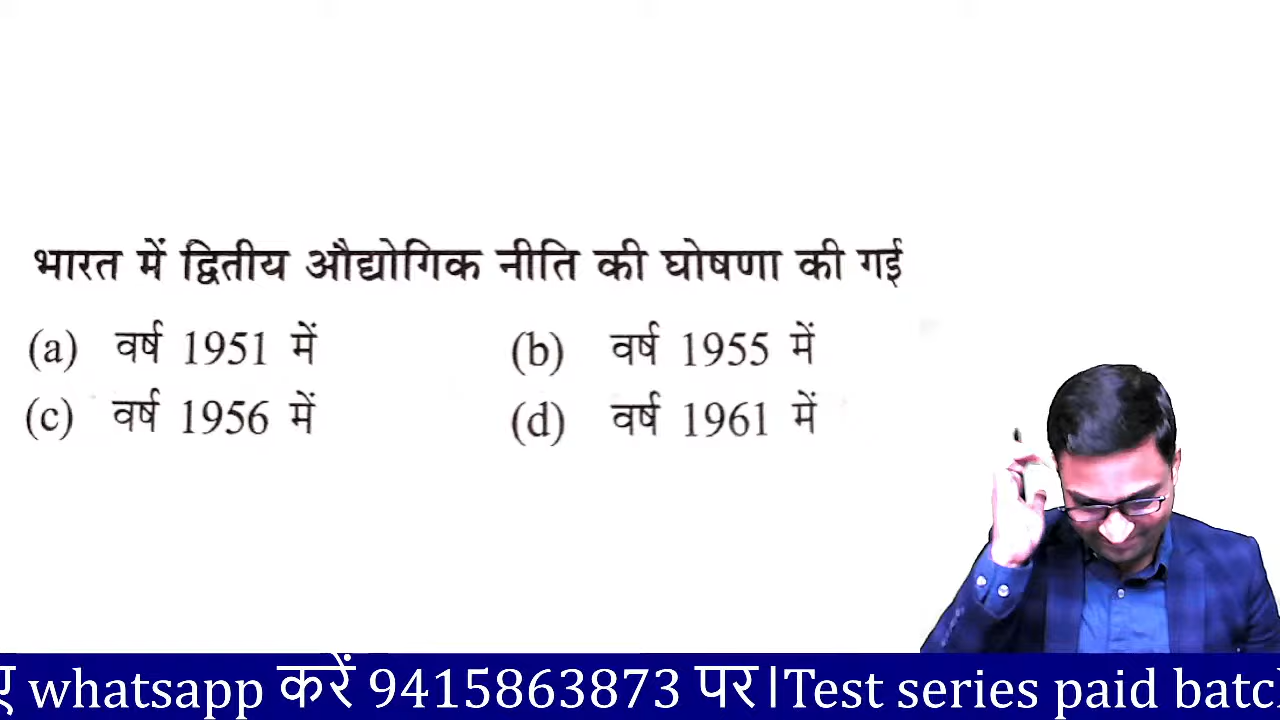 भारत में द्वितीय औद्योगिक नीति की घोषणा की गई
(a) वर्ष 1951 में (b) वर्ष 1955 में
(c) वर्ष 1956 में (d) वर्ष 1961 में
whatsapp करें 9415863873 पर।Test series paid